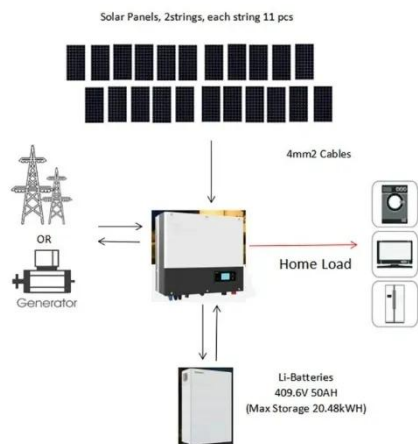 Solar Panels, 2strings, each string 11 pcs
4mm2 Cables
OR
Generator
Home Load
Li-Batteries
409.6V 50AH
(Max Storage 20.48kWH)